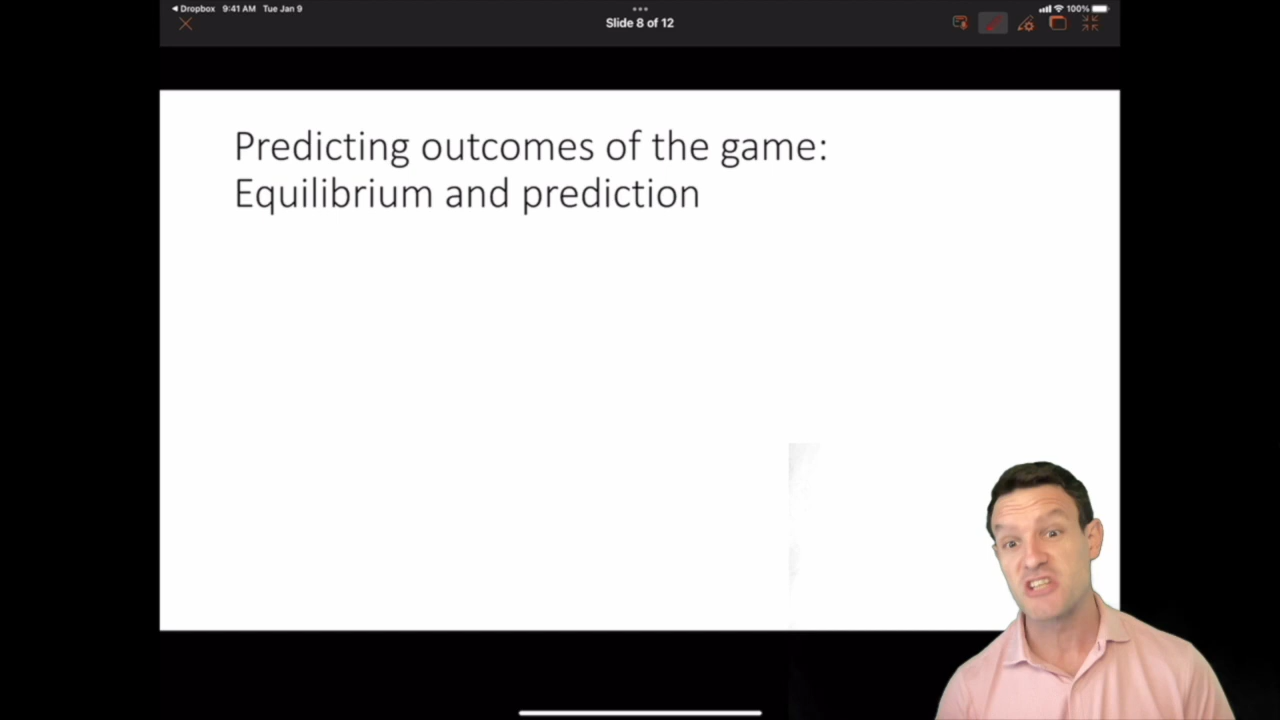 Dropbox 9:41 AM Tue Jan 9
100%
Slide 8 of 12
Predicting outcomes of the game:
Equilibrium and prediction